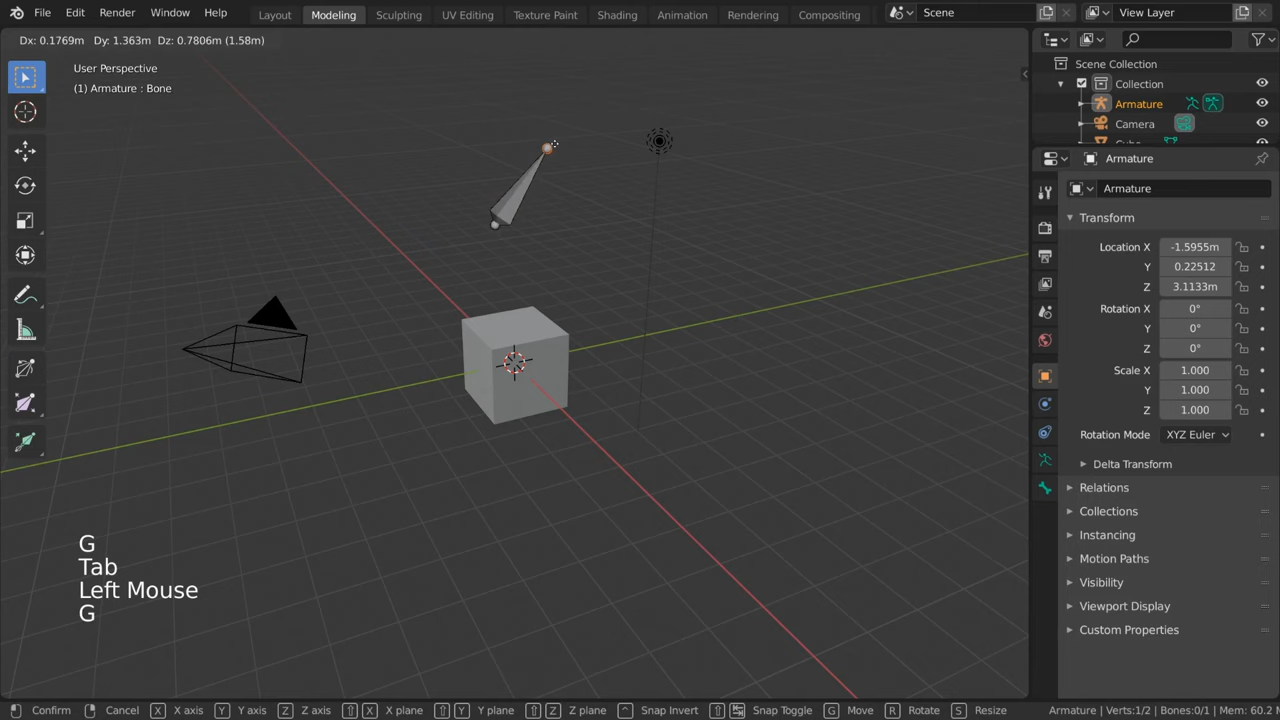 File Edit Render Window Help Layout Modeling Sculpting UV Editing Texture Paint Shading Animation Rendering Compositing Scene View Layer
Dx: 0.1769m Dy: 1.363m Dz: 0.7806m (1.58m)
User Perspective
(1) Armature : Bone
Scene Collection
Collection
Armature
Camera
Armature
Armature
Transform
Location X -1.5955m
Y 0.22512
Z 3.1133m
Rotation X 0°
Y 0°
Z 0°
Scale X 1.000
Y 1.000
Z 1.000
Rotation Mode XYZ Euler
Delta Transform
Relations
Collections
Instancing
Motion Paths
Visibility
Viewport Display
Custom Properties
G
Tab
Left Mouse
G
Confirm Cancel X X axis Y Y axis Z Z axis X X plane Y Y plane Z Z plane Snap Invert Snap Toggle G Move R Rotate S Resize Armature | Verts:1/2 | Bones:0/1 | Mem: 60.2